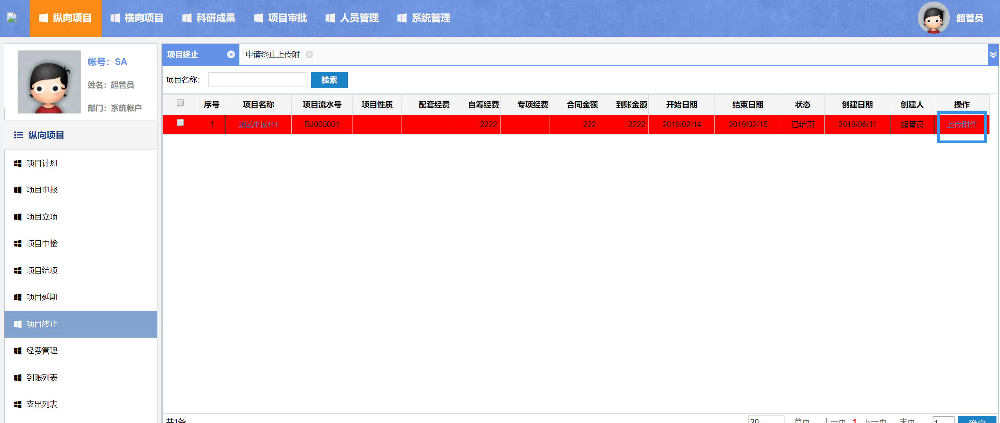 纵向项目 横向项目 科研成果 项目审批 人员管理 系统管理 超管员
帐号：SA
姓名：超管员
部门：系统帐户
纵向项目
项目计划
项目申报
项目立项
项目中检
项目结项
项目延期
项目终止
经费管理
到账列表
支出列表
项目终止 申请终止上传附
项目名称： 检索
序号 项目名称 项目流水号 项目性质 配套经费 自筹经费 专项经费 合同金额 到账金额 开始日期 结束日期 状态 创建日期 创建人 操作
1 测试申报111 BJ000001 2222 222 2222 2019/02/14 2019/02/15 已结束 2019/06/11 超管员 上传附件
共1条 20 首页 上一页 1 下一页 末页 1 确定